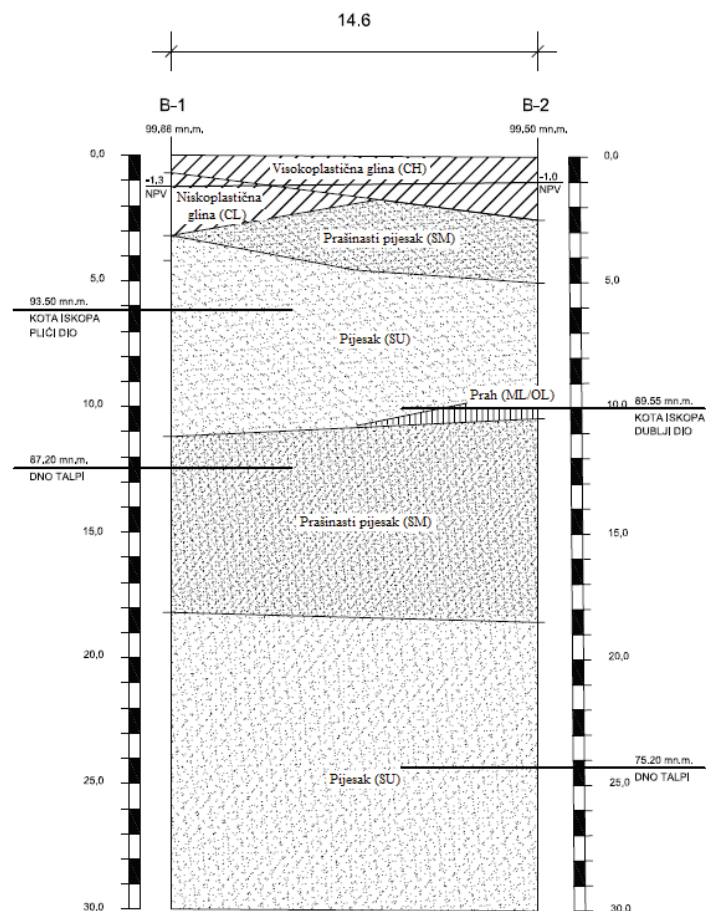 14.6
B-1
B-2
99,66 mn.m.
99,50 mn.m.
0,0
0,0
Visokoplastična glina (CH)
-1,3
NPV
-1,0
NPV
Niskoplastična
glina (CL)
Prašinasti pijesak (SM)
5,0
5,0
93.50 mn.m.
KOTA ISKOPA
PLIĆI DIO
Pijesak (SU)
Prah (ML/OL)
10,0
10,0
89.55 mn.m.
KOTA ISKOPA
DUBLJI DIO
87,20 mn.m.
DNO TALPI
Prašinasti pijesak (SM)
15,0
15,0
20,0
20,0
75.20 mn.m.
DNO TALPI
Pijesak (SU)
25,0
25,0
30,0
30,0